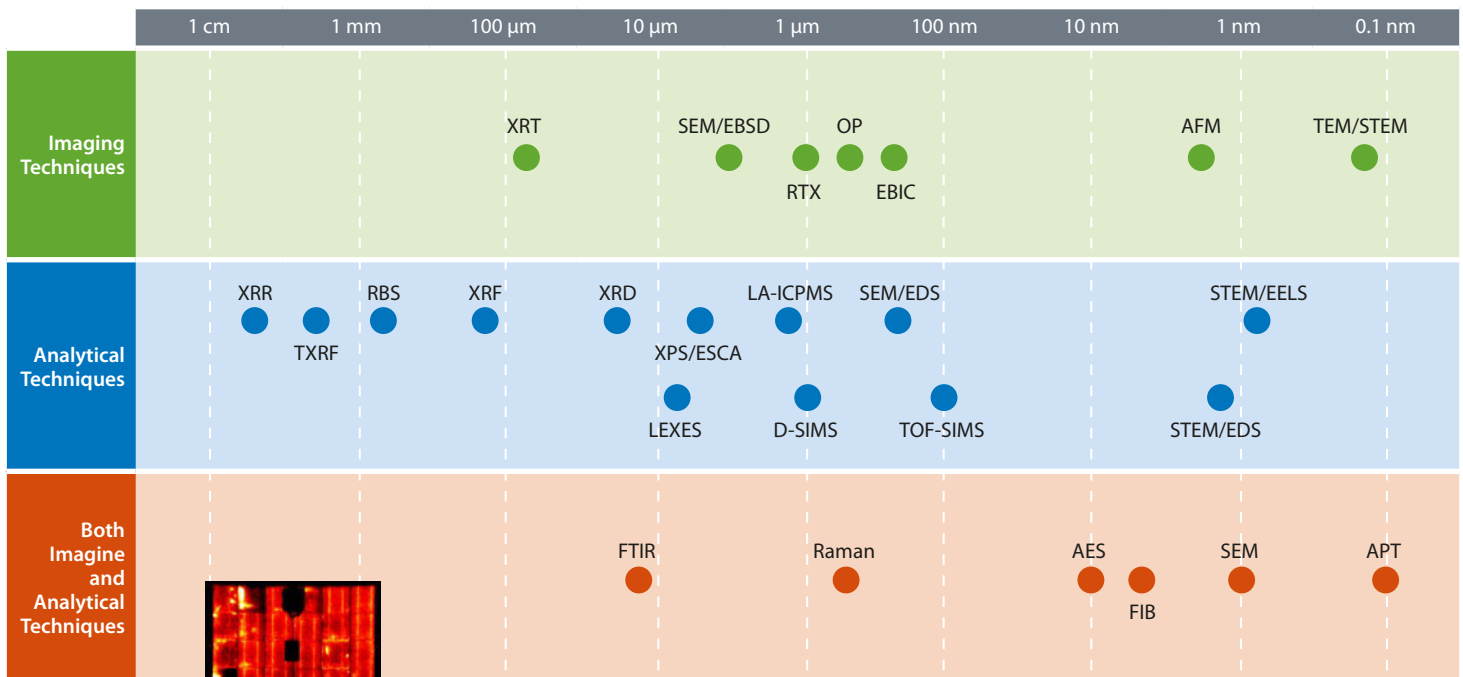 1 cm 1 mm 100 µm 10 µm 1 µm 100 nm 10 nm 1 nm 0.1 nm
Imaging
Techniques
XRT SEM/EBSD OP AFM TEM/STEM
RTX EBIC
Analytical
Techniques
XRR RBS XRF XRD LA-ICPMS SEM/EDS STEM/EELS
TXRF XPS/ESCA
LEXES D-SIMS TOF-SIMS STEM/EDS
Both
Imagine
and
Analytical
Techniques
FTIR Raman AES SEM APT
FIB